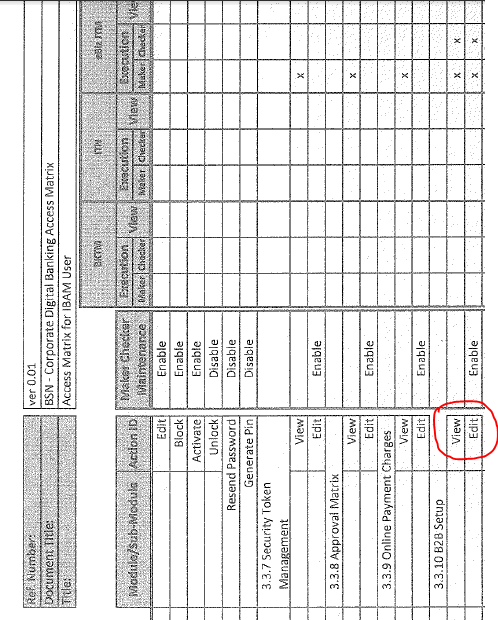 Ref. Number: ver 0.01
Document Title: BSN - Corporate Digital Banking Access Matrix
Title: Access Matrix for IBAM User
Module/Sub-Module Action ID Maker Checker Maintenance
Execution View Execution View Execution View
Maker Checker Maker Checker Maker Checker
Edit Enable
Block Enable
Activate Enable
Unlock Disable
Resend Password Disable
Generate Pin Disable
3.3.7 Security Token
Management
View x
Edit Enable
3.3.8 Approval Matrix
View x
Edit Enable
3.3.9 Online Payment Charges
View x
Edit Enable
3.3.10 B2B Setup
View x x
Edit Enable x x